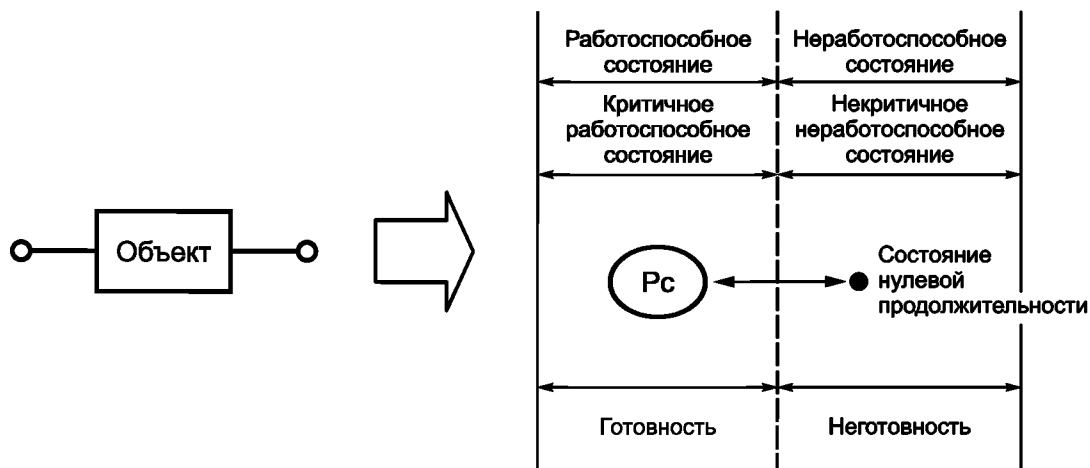 Работоспособное
состояние
Неработоспособное
состояние
Критичное
работоспособное
состояние
Некритичное
неработоспособное
состояние
Объект
Рс
Состояние
нулевой
продолжительности
Готовность
Неготовность